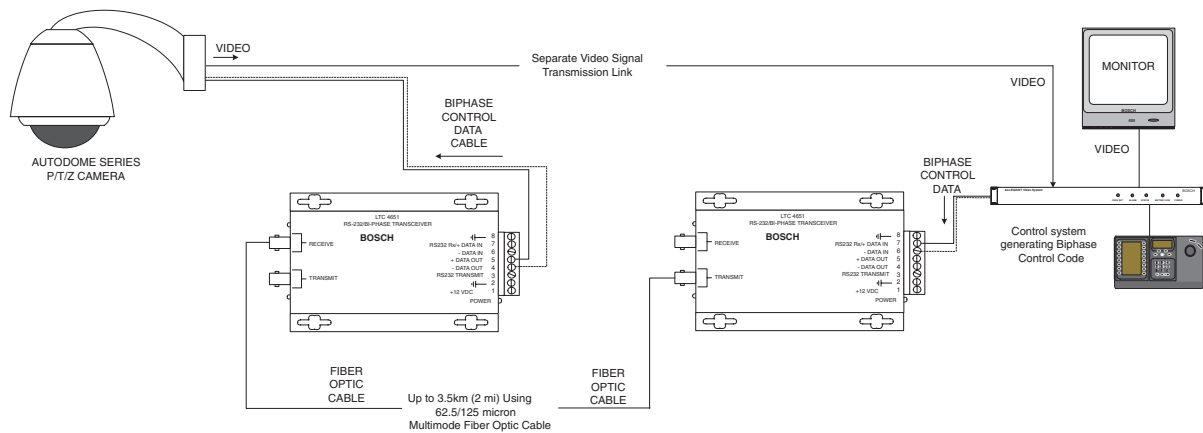 VIDEO
Separate Video Signal
Transmission Link
VIDEO
MONITOR
BOSCH
VIDEO
AUTODOME SERIES
P/T/Z CAMERA
BIPHASE
CONTROL
DATA
CABLE
BIPHASE
CONTROL
DATA
ALLEGIANT Video System
BOSCH
Control system
generating Biphase
Control Code
LTC 4651
RS-232/BI-PHASE TRANSCEIVER
BOSCH
RECEIVE
TRANSMIT
8
RS232 Rx/+ DATA IN 7
- DATA IN 6
+ DATA OUT 5
- DATA OUT 4
RS232 TRANSMIT 3
2
+12 VDC 1
POWER
LTC 4651
RS-232/BI-PHASE TRANSCEIVER
BOSCH
RECEIVE
TRANSMIT
8
RS232 Rx/+ DATA IN 7
- DATA IN 6
+ DATA OUT 5
- DATA OUT 4
RS232 TRANSMIT 3
2
+12 VDC 1
POWER
FIBER
OPTIC
CABLE
Up to 3.5km (2 mi) Using
62.5/125 micron
Multimode Fiber Optic Cable
FIBER
OPTIC
CABLE